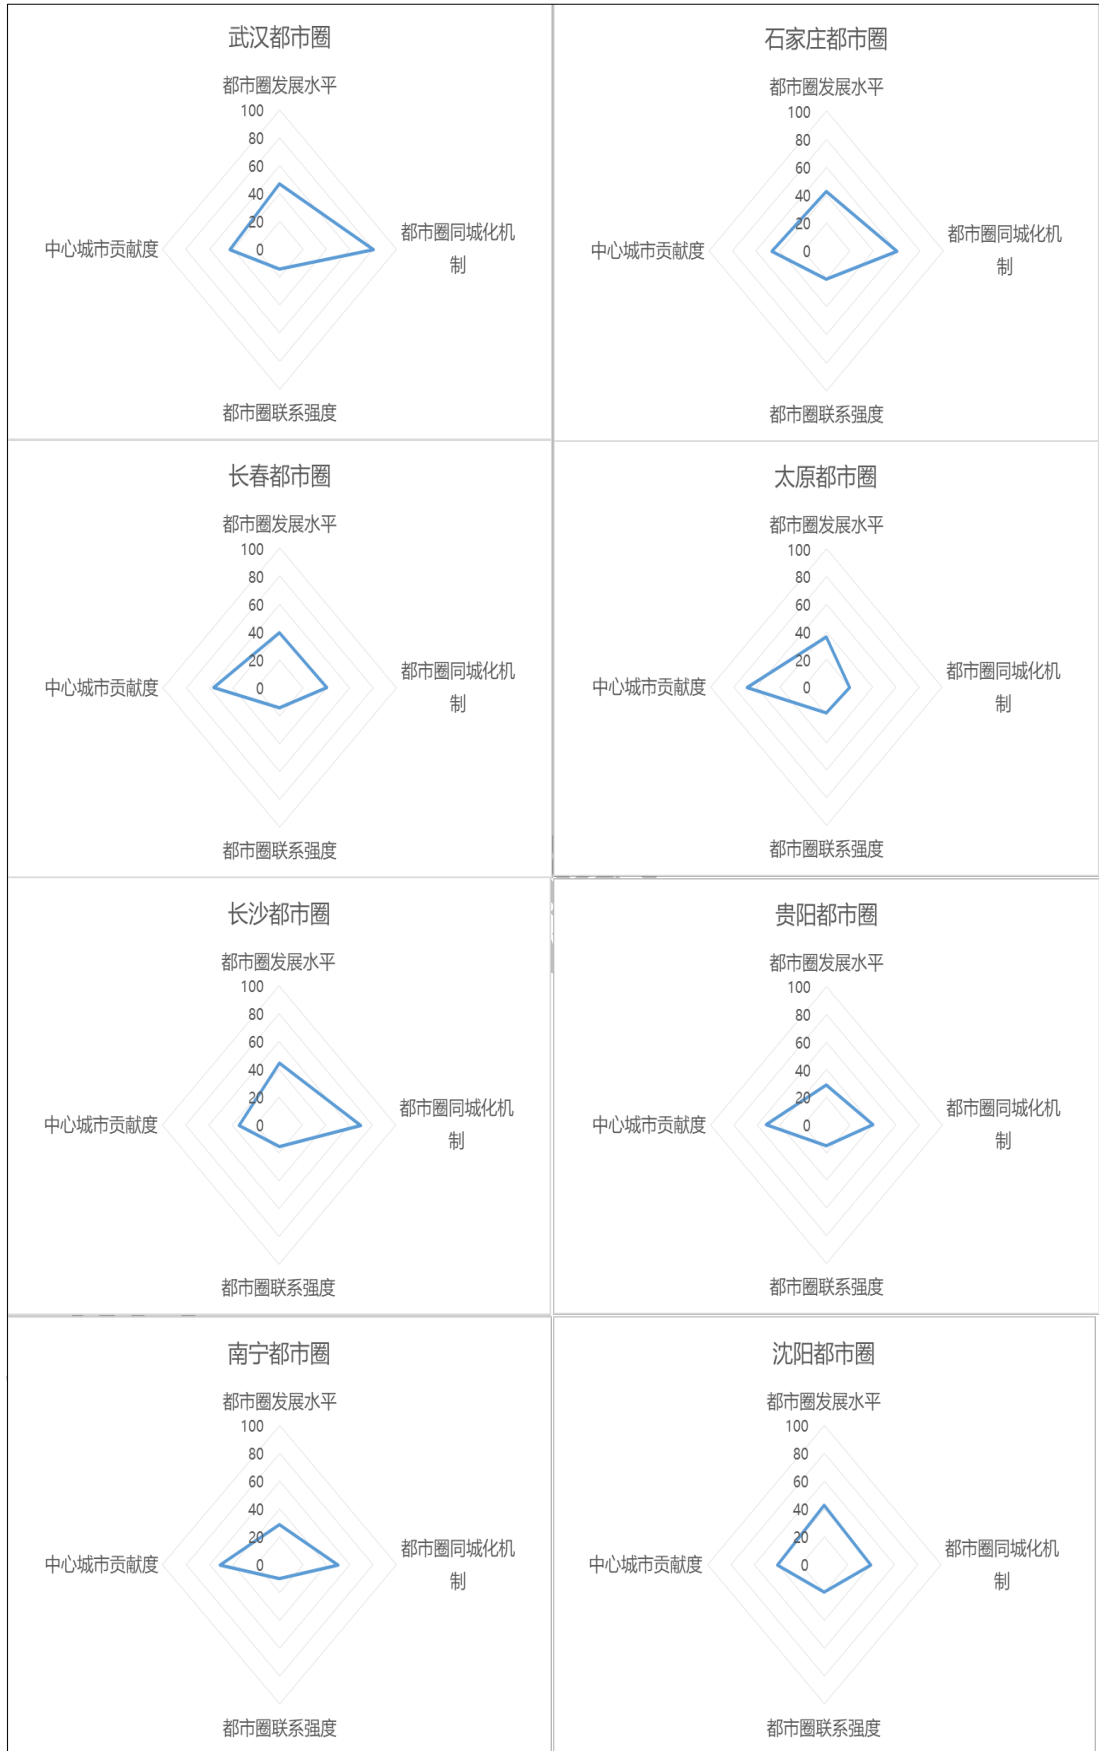 武汉都市圈
都市圈发展水平
100
80
60
40
20
0
中心城市贡献度
都市圈同城化机
制
都市圈联系强度
石家庄都市圈
都市圈发展水平
100
80
60
40
20
0
中心城市贡献度
都市圈同城化机
制
都市圈联系强度
长春都市圈
都市圈发展水平
100
80
60
40
20
0
中心城市贡献度
都市圈同城化机
制
都市圈联系强度
太原都市圈
都市圈发展水平
100
80
60
40
20
0
中心城市贡献度
都市圈同城化机
制
都市圈联系强度
长沙都市圈
都市圈发展水平
100
80
60
40
20
0
中心城市贡献度
都市圈同城化机
制
都市圈联系强度
贵阳都市圈
都市圈发展水平
100
80
60
40
20
0
中心城市贡献度
都市圈同城化机
制
都市圈联系强度
南宁都市圈
都市圈发展水平
100
80
60
40
20
0
中心城市贡献度
都市圈同城化机
制
都市圈联系强度
沈阳都市圈
都市圈发展水平
100
80
60
40
20
0
中心城市贡献度
都市圈同城化机
制
都市圈联系强度